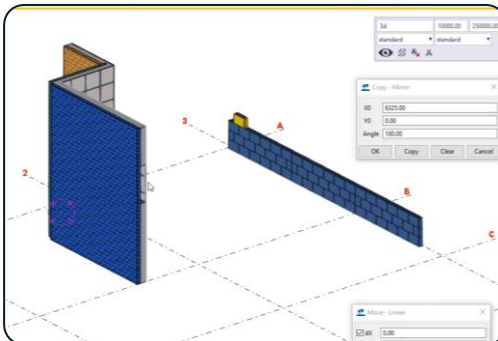 3d 10000.00 250000.00
standard standard
Copy - Mirror
X0 6325.00
Y0 0.00
Angle 180.00
OK Copy Clear Cancel
3 A
2 B
C
Move - Linear
dX 0.00